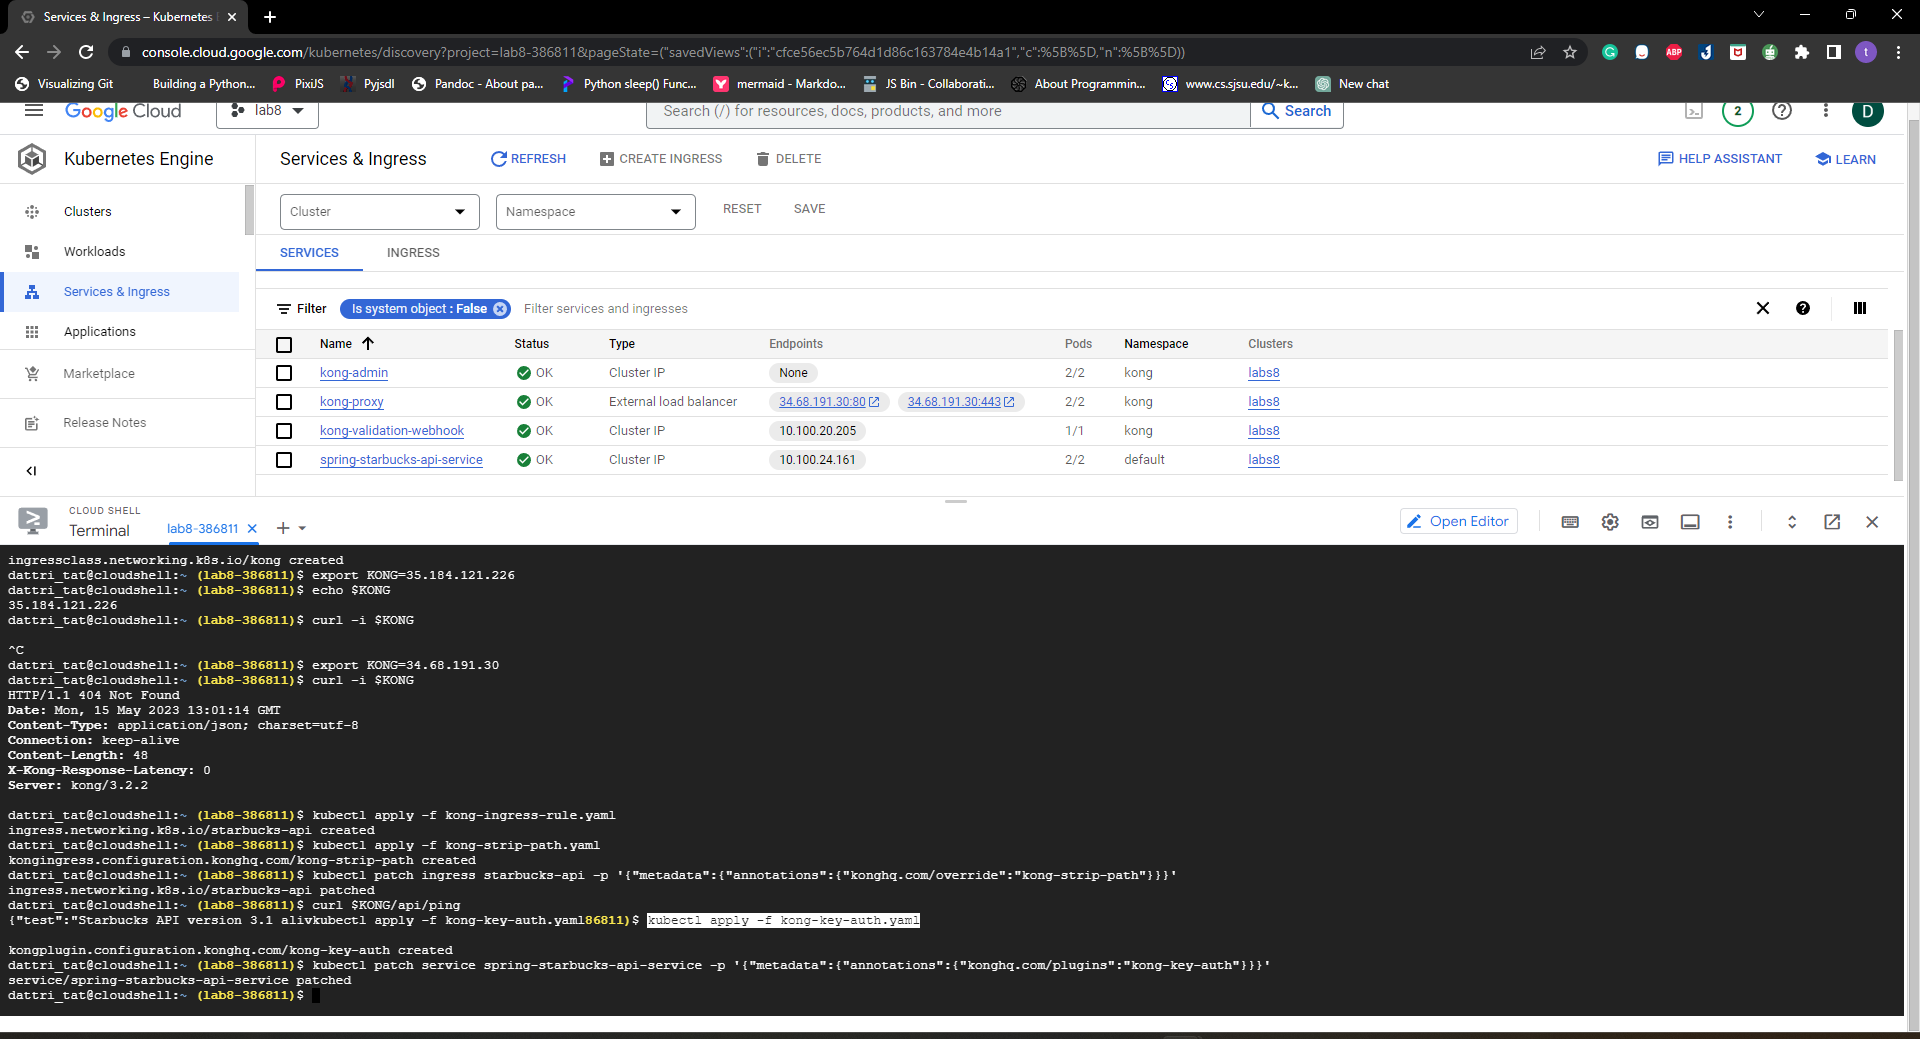 Services & Ingress – Kubernetes
console.cloud.google.com/kubernetes/discovery?project=lab8-386811&pageState=("savedViews":("i":"cfce56ec5b764d1d86c163784e4b14a1","c":%5B%5D,"n":%5B%5D))
Visualizing Git Building a Python... PixiJS Pyjsdl Pandoc - About pa... Python sleep() Func... mermaid - Markdo... JS Bin - Collaborati... About Programmin... www.cs.sjsu.edu/~k... New chat
Google Cloud lab8 Search (/) for resources, docs, products, and more Search 2 D
Kubernetes Engine Services & Ingress REFRESH CREATE INGRESS DELETE HELP ASSISTANT LEARN
Clusters
Workloads
Services & Ingress
Applications
Marketplace
Release Notes
Cluster Namespace RESET SAVE
SERVICES INGRESS
Filter Is system object : False Filter services and ingresses
Name Status Type Endpoints Pods Namespace Clusters
kong-admin OK Cluster IP None 2/2 kong labs8
kong-proxy OK External load balancer 34.68.191.30:80 34.68.191.30:443 2/2 kong labs8
kong-validation-webhook OK Cluster IP 10.100.20.205 1/1 kong labs8
spring-starbucks-api-service OK Cluster IP 10.100.24.161 2/2 default labs8
CLOUD SHELL
Terminal lab8-386811 Open Editor
ingressclass.networking.k8s.io/kong created
dattri_tat@cloudshell:~ (lab8-386811)$ export KONG=35.184.121.226
dattri_tat@cloudshell:~ (lab8-386811)$ echo $KONG
35.184.121.226
dattri_tat@cloudshell:~ (lab8-386811)$ curl -i $KONG
^C
dattri_tat@cloudshell:~ (lab8-386811)$ export KONG=34.68.191.30
dattri_tat@cloudshell:~ (lab8-386811)$ curl -i $KONG
HTTP/1.1 404 Not Found
Date: Mon, 15 May 2023 13:01:14 GMT
Content-Type: application/json; charset=utf-8
Connection: keep-alive
Content-Length: 48
X-Kong-Response-Latency: 0
Server: kong/3.2.2
dattri_tat@cloudshell:~ (lab8-386811)$ kubectl apply -f kong-ingress-rule.yaml
ingress.networking.k8s.io/starbucks-api created
dattri_tat@cloudshell:~ (lab8-386811)$ kubectl apply -f kong-strip-path.yaml
kongingress.configuration.konghq.com/kong-strip-path created
dattri_tat@cloudshell:~ (lab8-386811)$ kubectl patch ingress starbucks-api -p '{"metadata":{"annotations":{"konghq.com/override":"kong-strip-path"}}}'
ingress.networking.k8s.io/starbucks-api patched
dattri_tat@cloudshell:~ (lab8-386811)$ curl $KONG/api/ping
{"test":"Starbucks API version 3.1 alivkubectl apply -f kong-key-auth.yaml86811)$ kubectl apply -f kong-key-auth.yaml
kongplugin.configuration.konghq.com/kong-key-auth created
dattri_tat@cloudshell:~ (lab8-386811)$ kubectl patch service spring-starbucks-api-service -p '{"metadata":{"annotations":{"konghq.com/plugins":"kong-key-auth"}}}'
service/spring-starbucks-api-service patched
dattri_tat@cloudshell:~ (lab8-386811)$